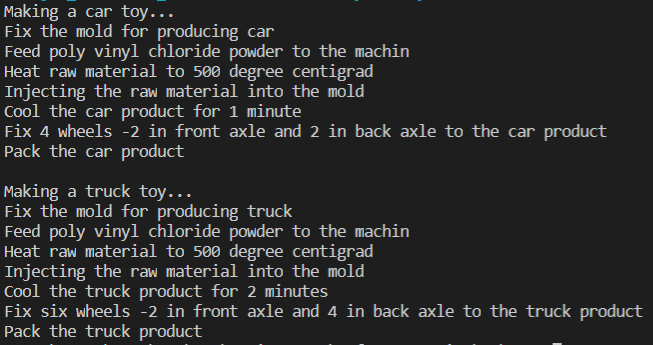 Making a car toy...
Fix the mold for producing car
Feed poly vinyl chloride powder to the machin
Heat raw material to 500 degree centigrad
Injecting the raw material into the mold
Cool the car product for 1 minute
Fix 4 wheels -2 in front axle and 2 in back axle to the car product
Pack the car product

Making a truck toy...
Fix the mold for producing truck
Feed poly vinyl chloride powder to the machin
Heat raw material to 500 degree centigrad
Injecting the raw material into the mold
Cool the truck product for 2 minutes
Fix six wheels -2 in front axle and 4 in back axle to the truck product
Pack the truck product